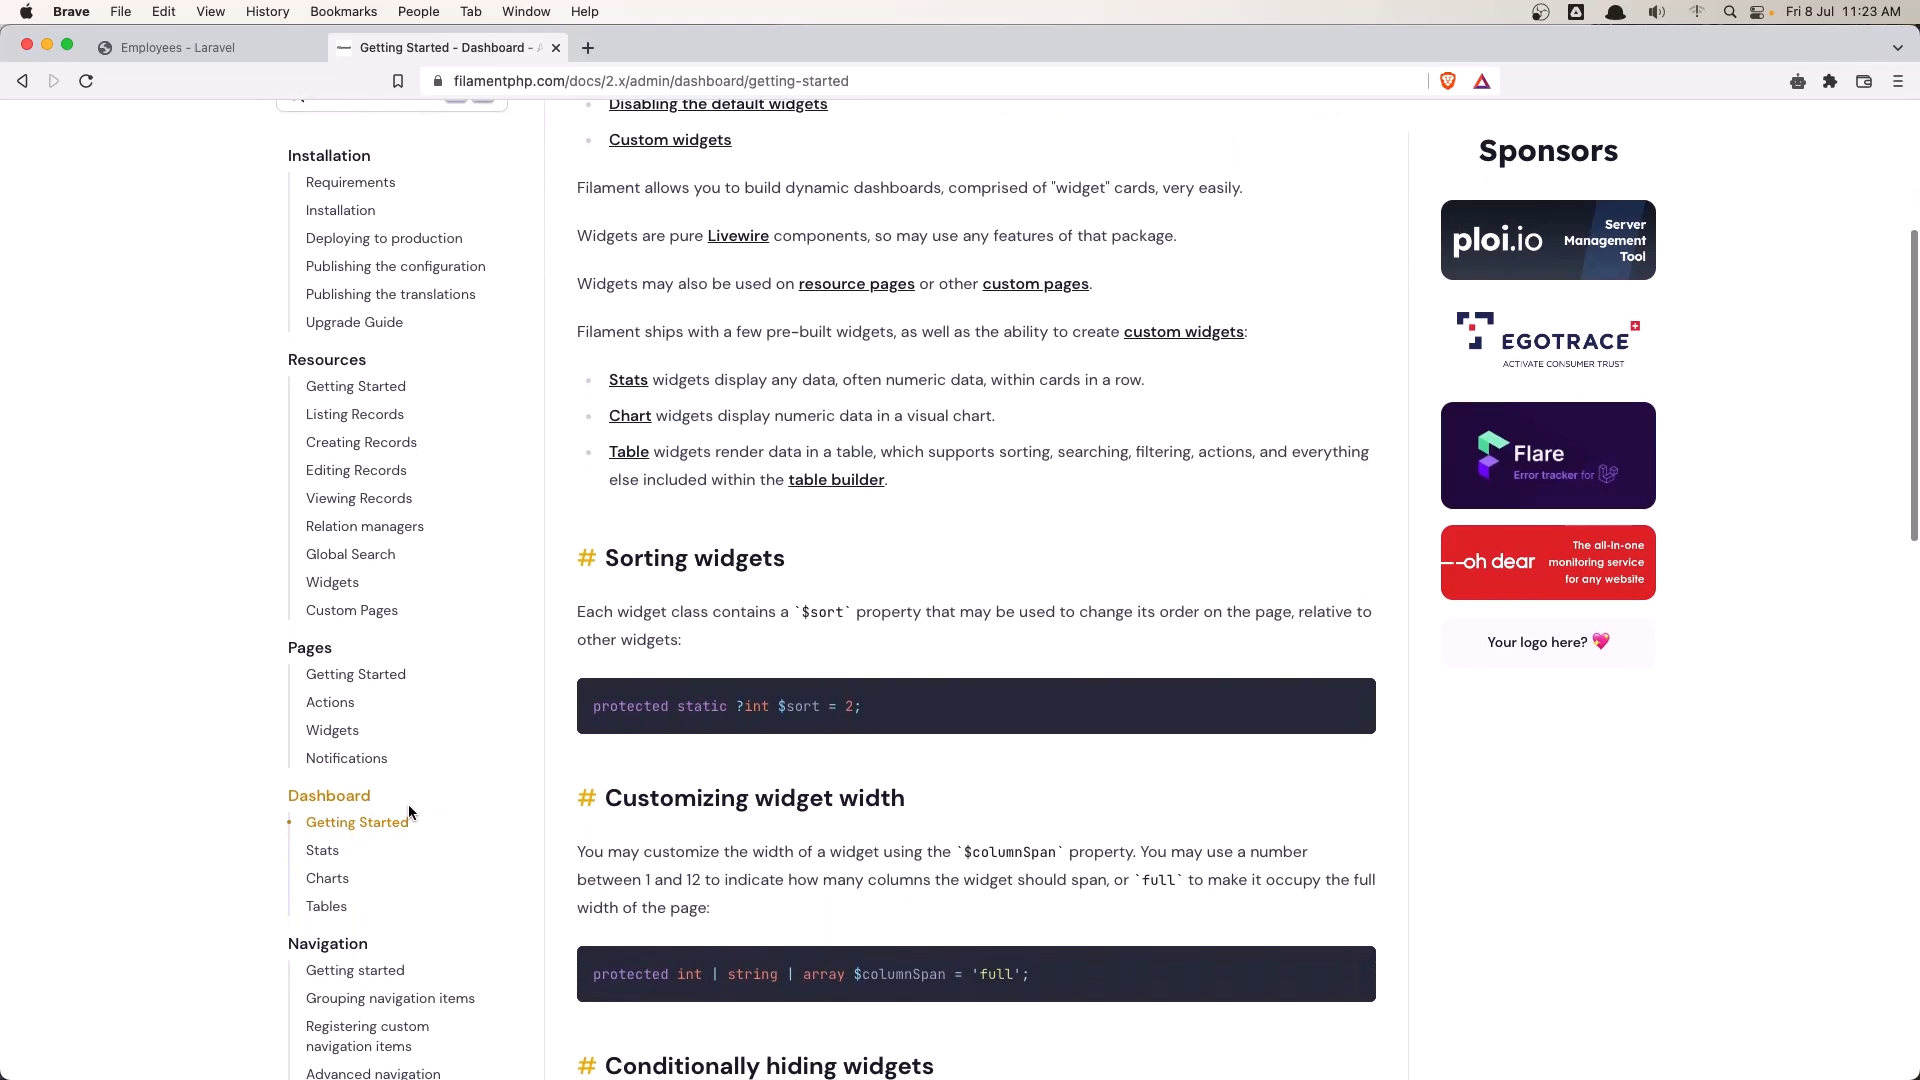 Brave File Edit View History Bookmarks People Tab Window Help Fri 8 Jul 11:23 AM
Employees – Laravel
Getting Started - Dashboard -
filamentphp.com/docs/2.x/admin/dashboard/getting-started
Installation
Requirements
Installation
Deploying to production
Publishing the configuration
Publishing the translations
Upgrade Guide
Resources
Getting Started
Listing Records
Creating Records
Editing Records
Viewing Records
Relation managers
Global Search
Widgets
Custom Pages
Pages
Getting Started
Actions
Widgets
Notifications
Dashboard
Getting Started
Stats
Charts
Tables
Navigation
Getting started
Grouping navigation items
Registering custom
navigation items
Advanced navigation
Disabling the default widgets
Custom widgets
Filament allows you to build dynamic dashboards, comprised of "widget" cards, very easily.
Widgets are pure Livewire components, so may use any features of that package.
Widgets may also be used on resource pages or other custom pages.
Filament ships with a few pre-built widgets, as well as the ability to create custom widgets:
Stats widgets display any data, often numeric data, within cards in a row.
Chart widgets display numeric data in a visual chart.
Table widgets render data in a table, which supports sorting, searching, filtering, actions, and everything
else included within the table builder.
# Sorting widgets
Each widget class contains a `$sort` property that may be used to change its order on the page, relative to
other widgets:
protected static ?int $sort = 2;
# Customizing widget width
You may customize the width of a widget using the `$columnSpan` property. You may use a number
between 1 and 12 to indicate how many columns the widget should span, or `full` to make it occupy the full
width of the page:
protected int | string | array $columnSpan = 'full';
# Conditionally hiding widgets
Sponsors
ploi.io
Server
Management
Tool
EGOTRACE
ACTIVATE CONSUMER TRUST
Flare
Error tracker for
oh dear
The all-in-one
monitoring service
for any website
Your logo here? 💖